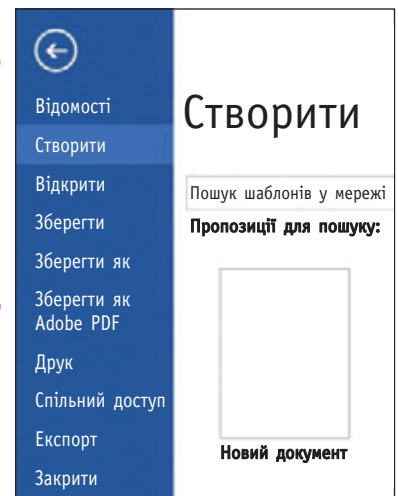 Відомості
Створити
Відкрити
Зберегти
Зберегти як
Зберегти як
Adobe PDF
Друк
Спільний доступ
Експорт
Закрити
Створити
Пошук шаблонів у мережі
Пропозиції для пошуку:
Новий документ